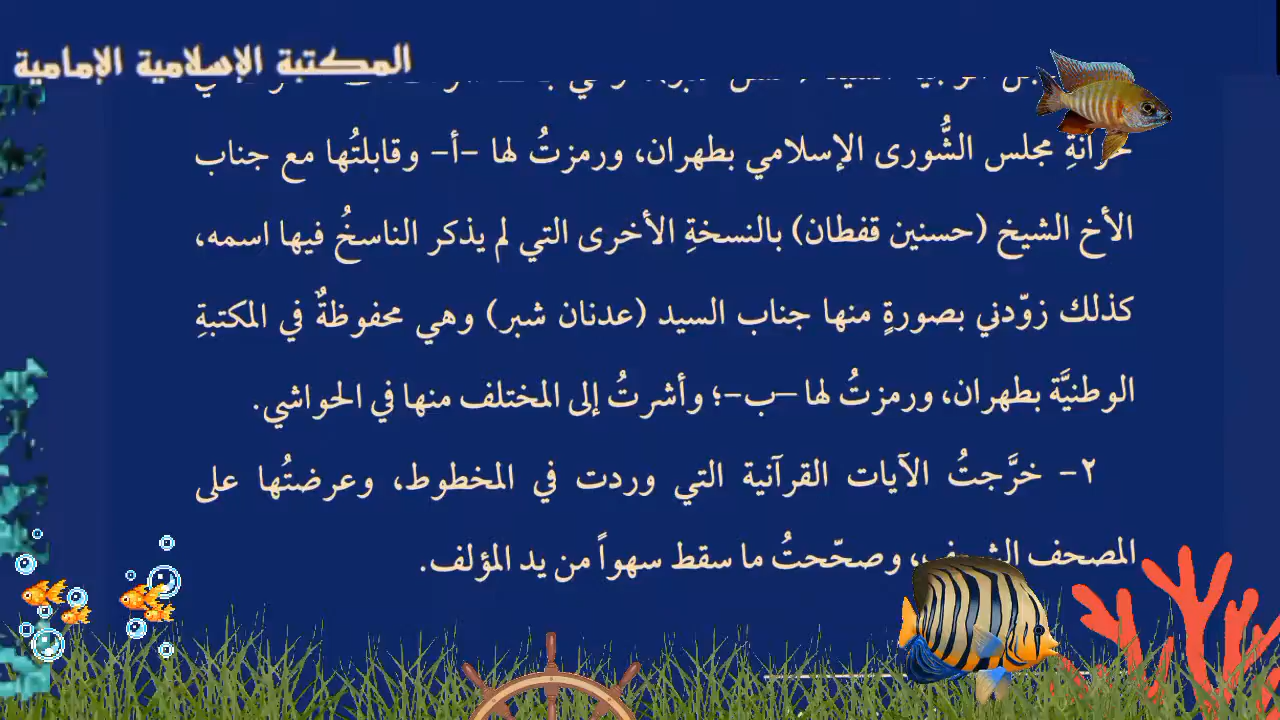 المكتبة الإسلامية الإمامية
مجلس الشُّورى الإسلامي بطهران، ورمزتُ لها –أ– وقابلتُها مع جناب
الأخ الشيخ (حسنين قفطان) بالنسخةِ الأخرى التي لم يذكر الناسخُ فيها اسمه،
كذلك زوّدني بصورةٍ منها جناب السيد (عدنان شبر) وهي محفوظةٌ في المكتبةِ
الوطنيَّة بطهران، ورمزتُ لها –ب–؛ وأشرتُ إلى المختلف منها في الحواشي.
٢- خرَّجتُ الآيات القرآنية التي وردت في المخطوط، وعرضتُها على
المصحف وصحّحتُ ما سقط سهواً من يد المؤلف.